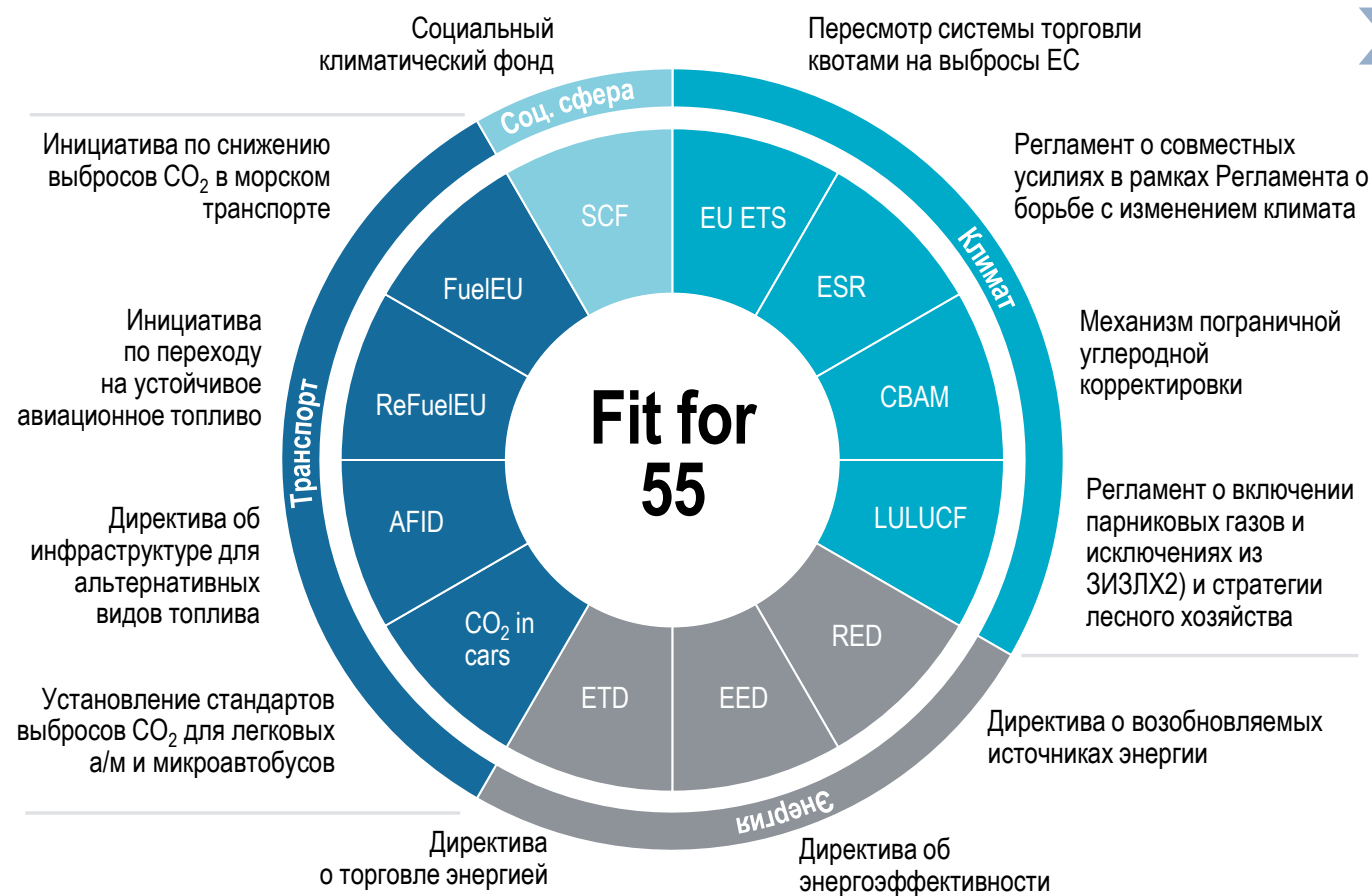 Социальный
климатический фонд
Пересмотр системы торговли
квотами на выбросы ЕС
Соц. сфера
Инициатива по снижению
выбросов CO₂ в морском
транспорте
Регламент о совместных
усилиях в рамках Регламента о
борьбе с изменением климата
SCF
EU ETS
Климат
FuelEU
ESR
Инициатива
по переходу
на устойчивое
авиационное топливо
Механизм пограничной
углеродной
корректировки
Транспорт
ReFuelEU
CBAM
Fit for
55
Директива об
инфраструктуре для
альтернативных
видов топлива
AFID
LULUCF
Регламент о включении
парниковых газов и
исключениях из
ЗИЗЛХ2) и стратегии
лесного хозяйства
CO₂ in
cars
RED
ETD
EED
Установление стандартов
выбросов CO₂ для легковых
а/м и микроавтобусов
Директива о возобновляемых
источниках энергии
Энергия
Директива
о торговле энергией
Директива об
энергоэффективности